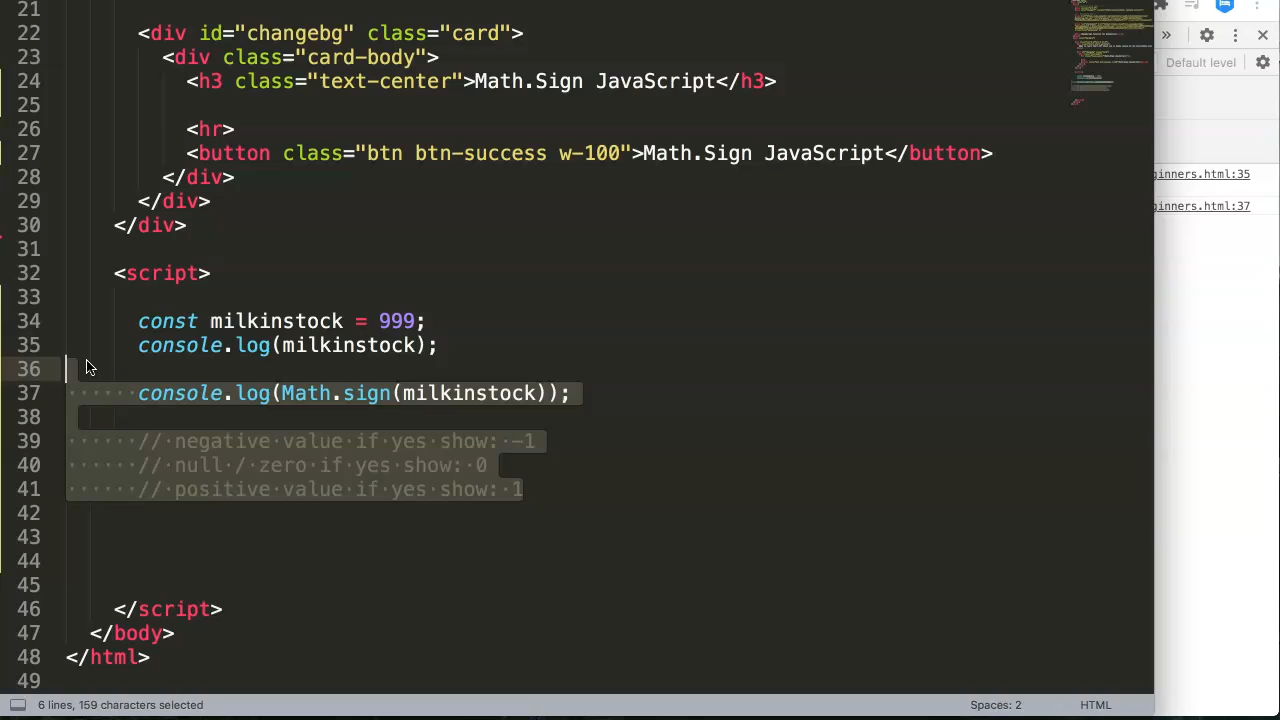 21
22 <div id="changebg" class="card">
23 <div class="card-body">
24 <h3 class="text-center">Math.Sign JavaScript</h3>
25
26 <hr>
27 <button class="btn btn-success w-100">Math.Sign JavaScript</button>
28 </div>
29 </div>
30 </div>
31
32 <script>
33
34 const milkinstock = 999;
35 console.log(milkinstock);
36
37 console.log(Math.sign(milkinstock));
38
39 // negative value if yes show: -1
40 // null / zero if yes show: 0
41 // positive value if yes show: 1
42
43
44
45
46 </script>
47 </body>
48 </html>
49
6 lines, 159 characters selected
Spaces: 2
HTML
»
Default level
ginners.html:35
ginners.html:37